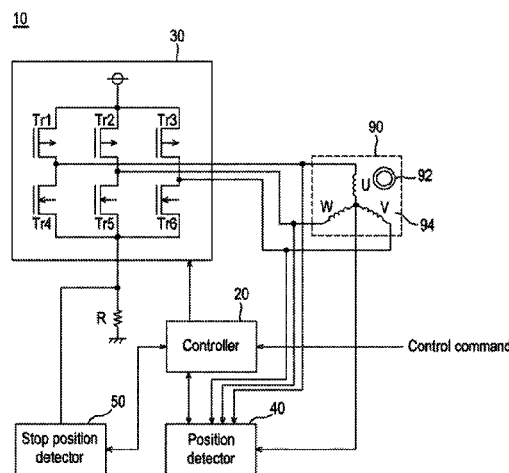 10
30
Tr1 Tr2 Tr3
90
92
U
W V
Tr4 Tr5 Tr6
94
20
R
Controller
Control command
50
40
Stop position
detector
Position
detector